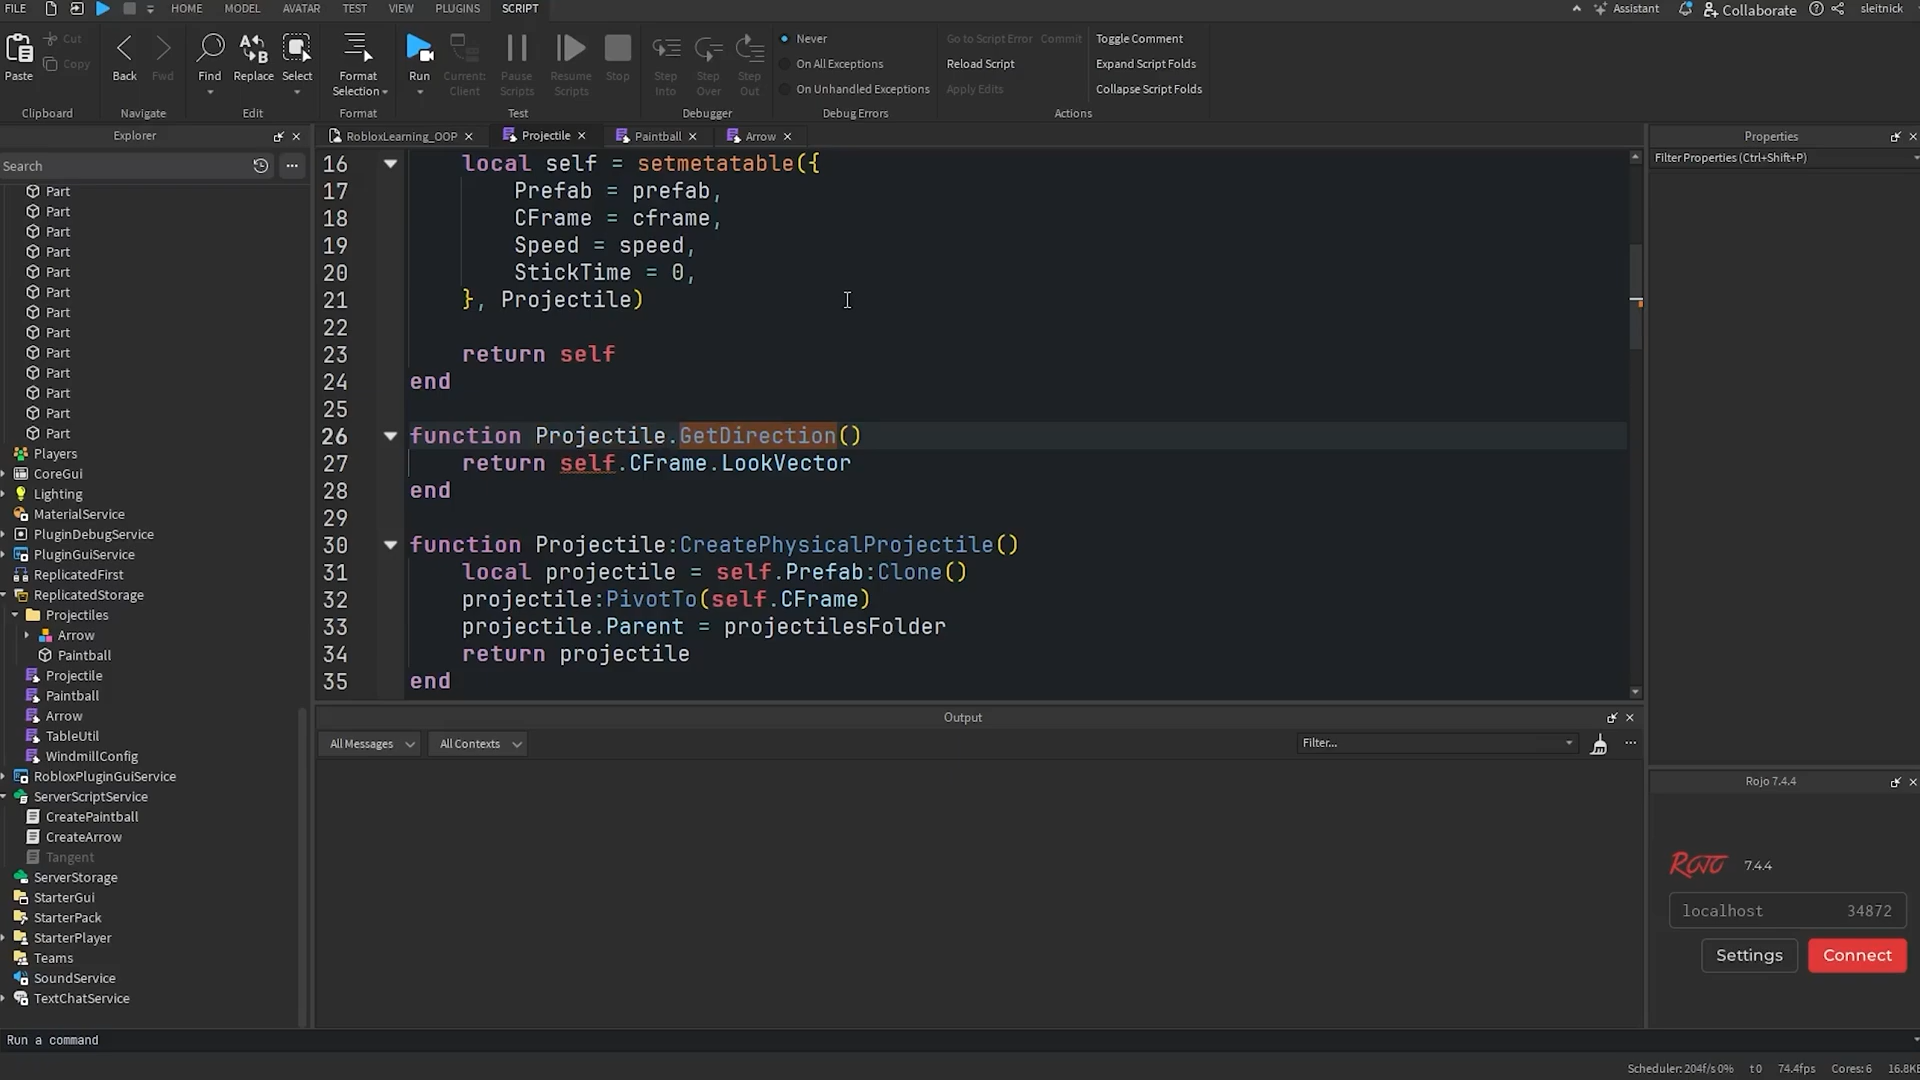 FILE HOME MODEL AVATAR TEST VIEW PLUGINS SCRIPT Assistant Collaborate sleitnick
Paste Cut Copy Back Fwd Find Replace Select Format Selection Run Current: Client Pause Scripts Resume Scripts Stop Step Into Step Over Step Out
Never
On All Exceptions
On Unhandled Exceptions
Go to Script Error Commit
Reload Script
Apply Edits
Toggle Comment
Expand Script Folds
Collapse Script Folds
Clipboard Navigate Edit Format Test Debugger Debug Errors Actions
Explorer
Search
Part
Part
Part
Part
Part
Part
Part
Part
Part
Part
Part
Part
Part
Players
CoreGui
Lighting
MaterialService
PluginDebugService
PluginGuiService
ReplicatedFirst
ReplicatedStorage
Projectiles
Arrow
Paintball
Projectile
Paintball
Arrow
TableUtil
WindmillConfig
RobloxPluginGuiService
ServerScriptService
CreatePaintball
CreateArrow
Tangent
ServerStorage
StarterGui
StarterPack
StarterPlayer
Teams
SoundService
TextChatService
RobloxLearning_OOP Projectile Paintball Arrow
16 local self = setmetatable({
17 Prefab = prefab,
18 CFrame = cframe,
19 Speed = speed,
20 StickTime = 0,
21 }, Projectile)
22
23 return self
24 end
25
26 function Projectile.GetDirection()
27 return self.CFrame.LookVector
28 end
29
30 function Projectile:CreatePhysicalProjectile()
31 local projectile = self.Prefab:Clone()
32 projectile:PivotTo(self.CFrame)
33 projectile.Parent = projectilesFolder
34 return projectile
35 end
Output
All Messages All Contexts Filter...
Properties
Filter Properties (Ctrl+Shift+P)
Rojo 7.4.4
ROJO 7.4.4
localhost 34872
Settings Connect
Run a command
Scheduler: 204f/s 0% t 0 74.4fps Cores: 6 16.8K